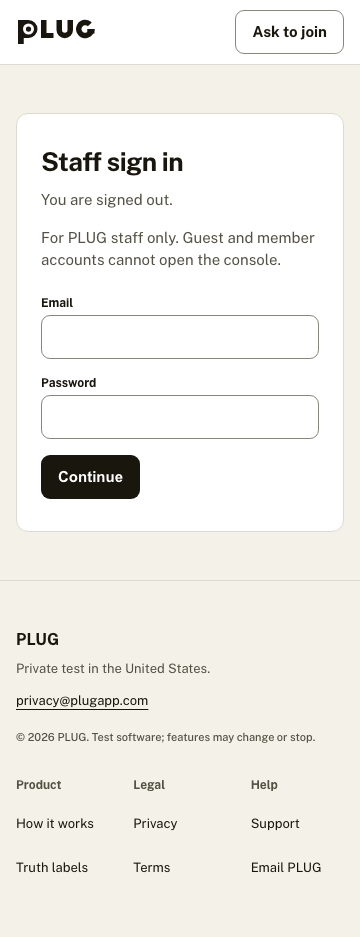 PLUG
Ask to join
Staff sign in
You are signed out.
For PLUG staff only. Guest and member
accounts cannot open the console.
Email
Password
Continue
PLUG
Private test in the United States.
privacy@plugapp.com
© 2026 PLUG. Test software; features may change or stop.
Product
Legal
Help
How it works
Privacy
Support
Truth labels
Terms
Email PLUG